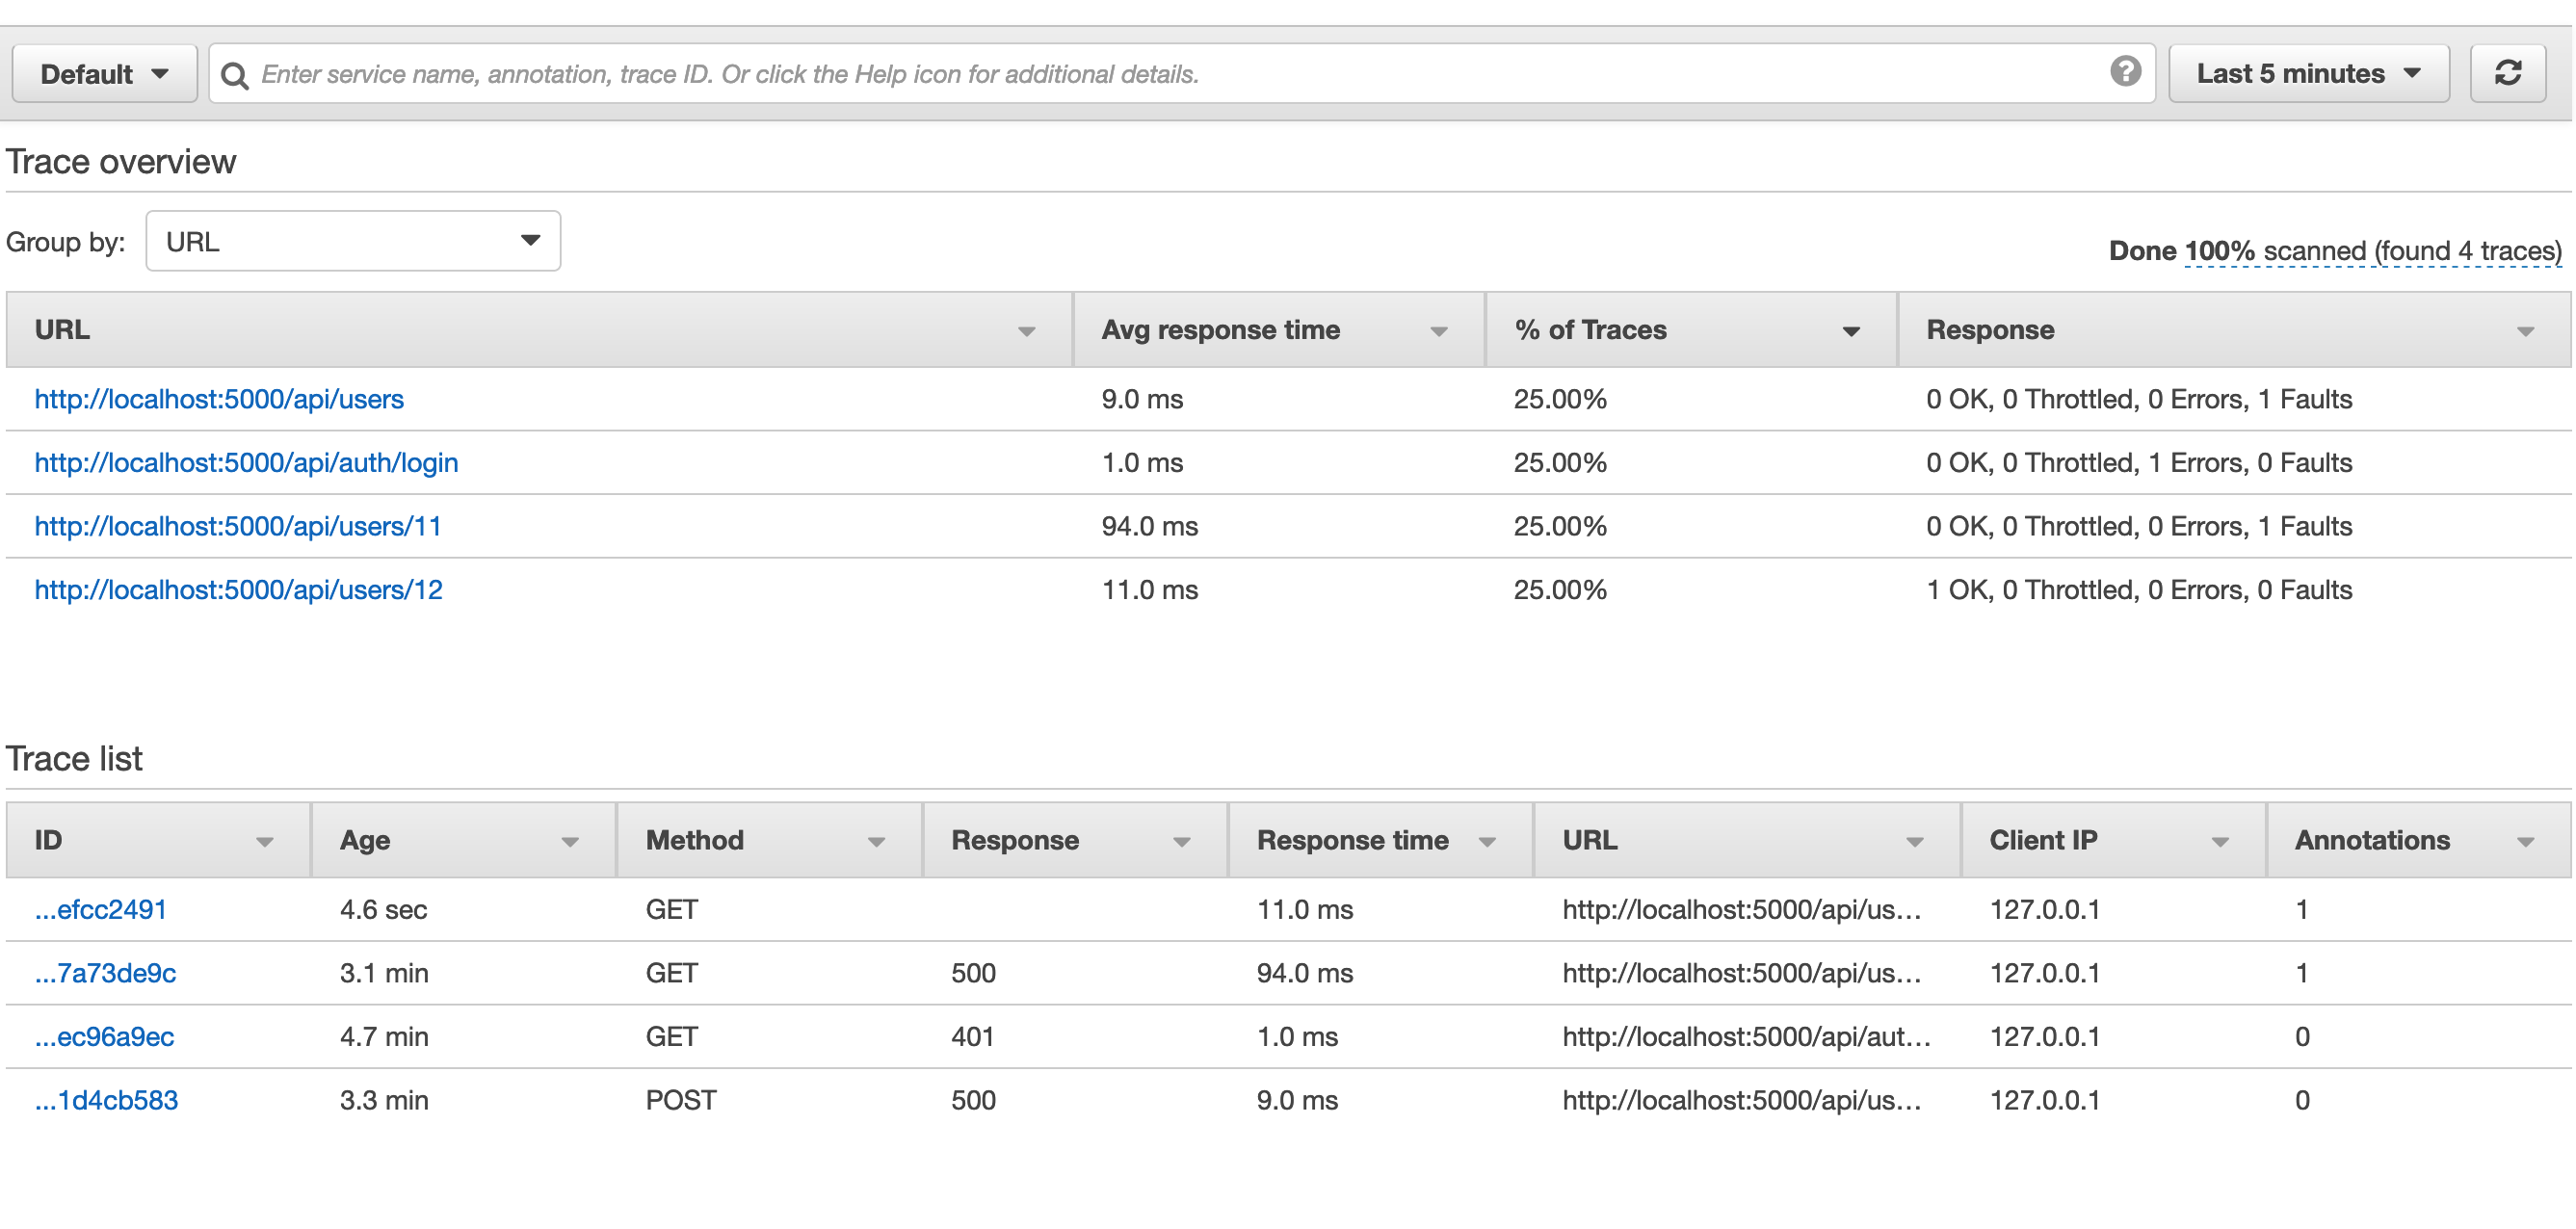 Default Enter service name, annotation, trace ID. Or click the Help icon for additional details. ? Last 5 minutes
Trace overview
Group by: URL
Done 100% scanned (found 4 traces)
URL Avg response time % of Traces Response
http://localhost:5000/api/users 9.0 ms 25.00% 0 OK, 0 Throttled, 0 Errors, 1 Faults
http://localhost:5000/api/auth/login 1.0 ms 25.00% 0 OK, 0 Throttled, 1 Errors, 0 Faults
http://localhost:5000/api/users/11 94.0 ms 25.00% 0 OK, 0 Throttled, 0 Errors, 1 Faults
http://localhost:5000/api/users/12 11.0 ms 25.00% 1 OK, 0 Throttled, 0 Errors, 0 Faults
Trace list
ID Age Method Response Response time URL Client IP Annotations
...efcc2491 4.6 sec GET 11.0 ms http://localhost:5000/api/us... 127.0.0.1 1
...7a73de9c 3.1 min GET 500 94.0 ms http://localhost:5000/api/us... 127.0.0.1 1
...ec96a9ec 4.7 min GET 401 1.0 ms http://localhost:5000/api/aut... 127.0.0.1 0
...1d4cb583 3.3 min POST 500 9.0 ms http://localhost:5000/api/us... 127.0.0.1 0